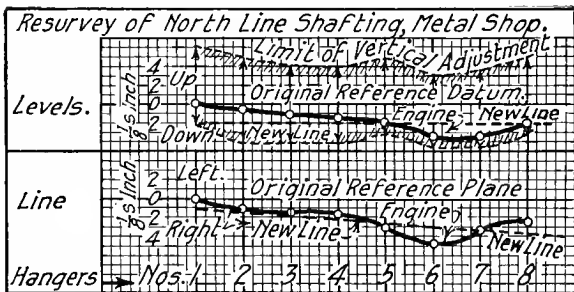 Resurvey of North Line Shafting, Metal Shop.
Limit of Vertical Adjustment
4
2
0
2
4
Up
Original Reference Datum.
Levels.
1/8's inch
Engine
New Line
Down
New Line
Left.
Original Reference Plane
Line
1/8's Inch
2
0
2
4
Engine
Right
New Line
New Line
Hangers → Nos. 1 2 3 4 5 6 7 8